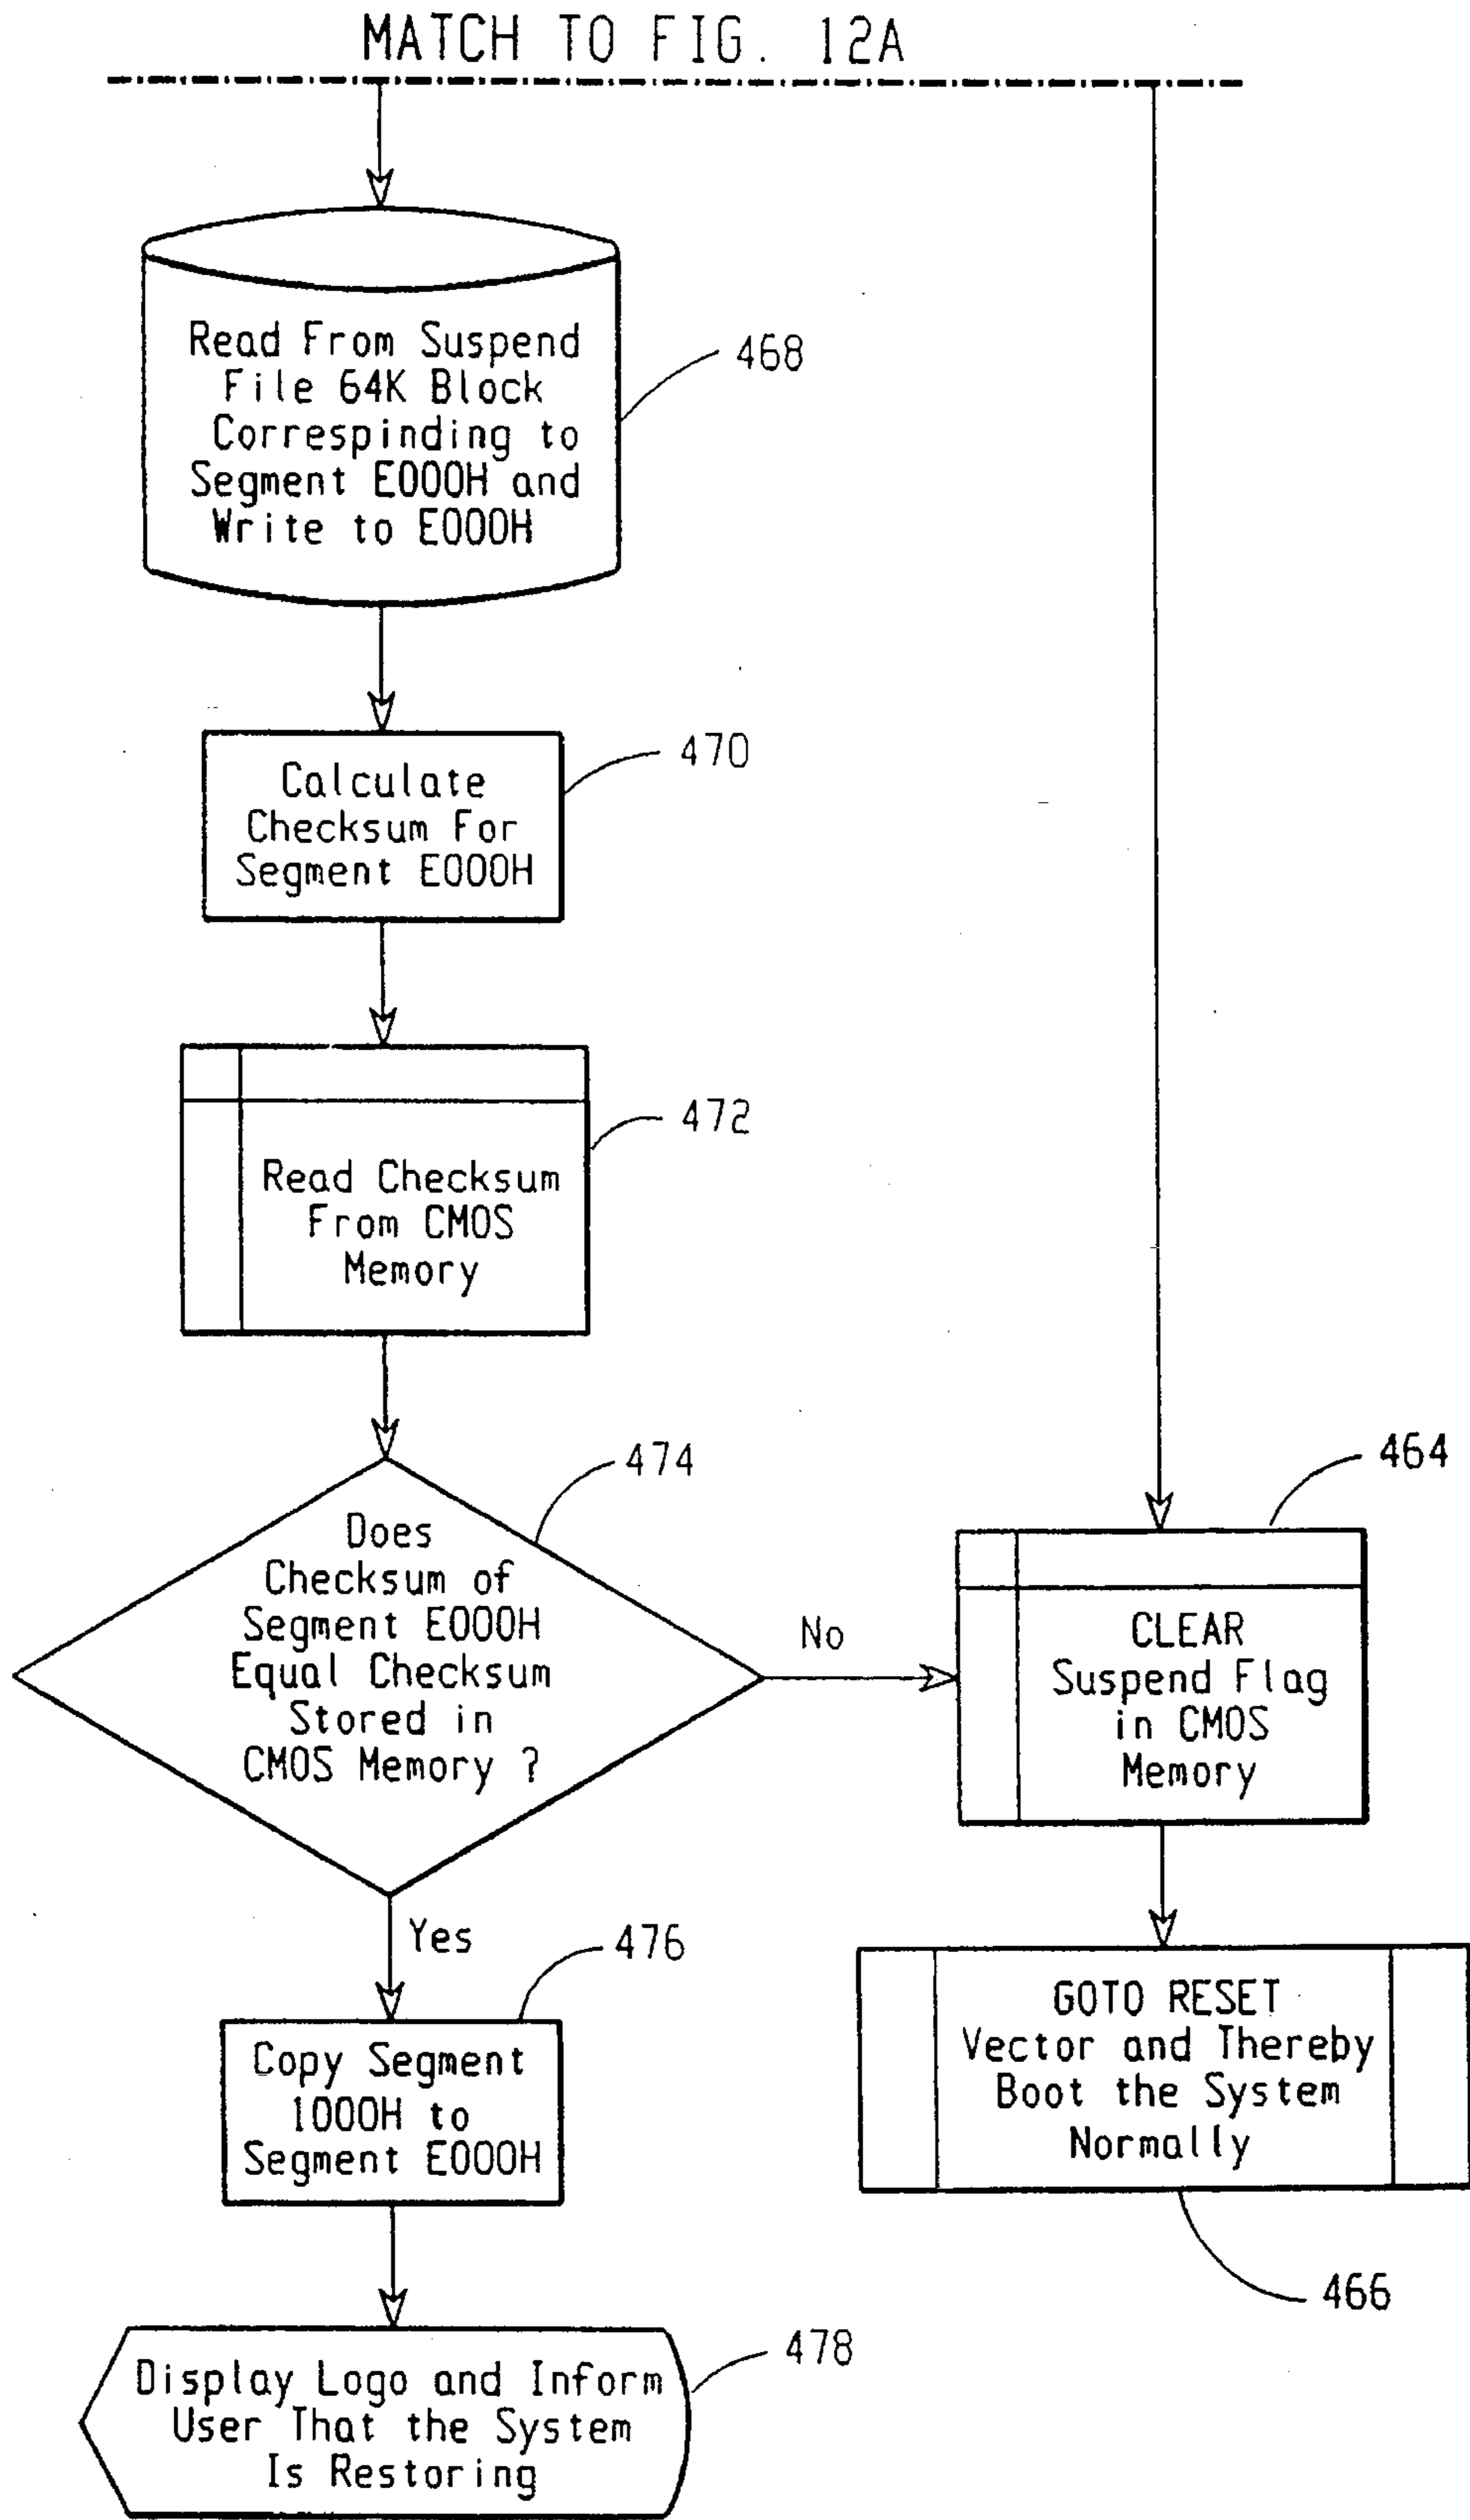 MATCH TO FIG. 12A
Read From Suspend
File 64K Block
Correspinding to
Segment E000H and
Write to E000H
468
Calculate
Checksum For
Segment E000H
470
Read Checksum
From CMOS
Memory
472
Does
Checksum of
Segment E000H
Equal Checksum
Stored in
CMOS Memory ?
474
No
Yes
CLEAR
Suspend Flag
in CMOS
Memory
464
GOTO RESET
Vector and Thereby
Boot the System
Normally
466
Copy Segment
1000H to
Segment E000H
476
Display Logo and Inform
User That the System
Is Restoring
478